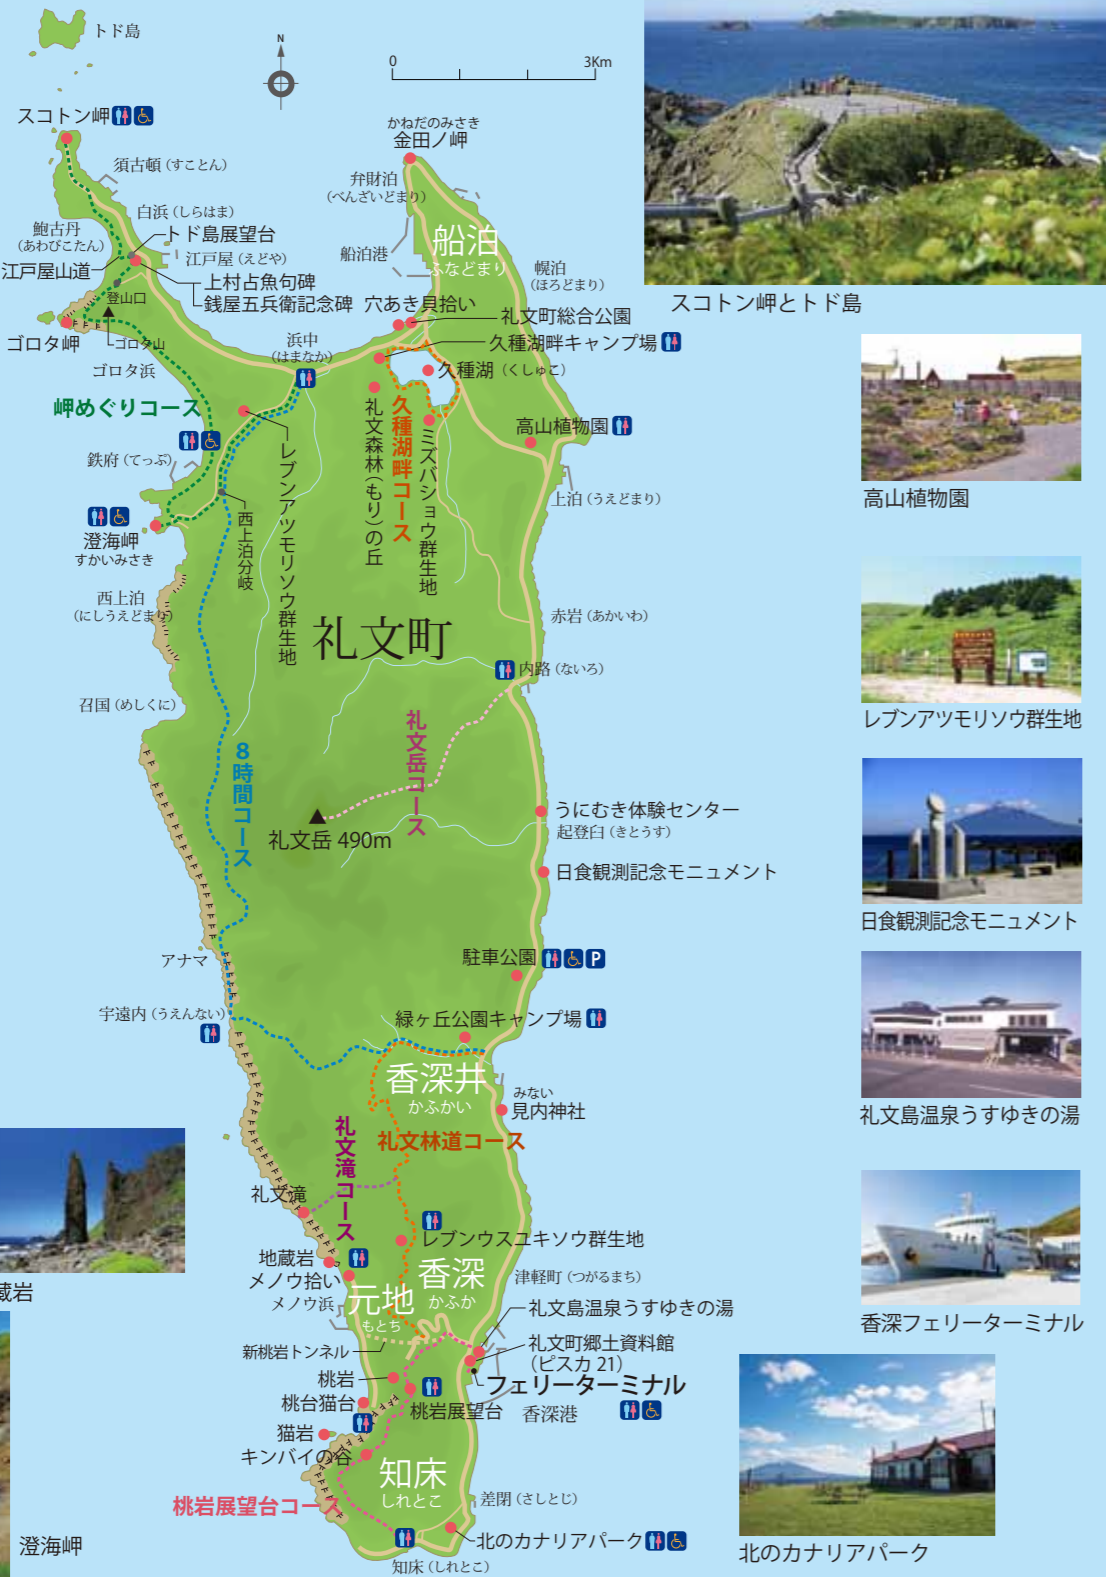 トド島
N
0 3Km
スコトン岬
須古頓（すことん）
かねだのみさき
金田ノ岬
弁財泊
（べんざいどまり）
白浜（しらはま）
鮑古丹
（あわびこたん）
トド島展望台
江戸屋（えどや）
江戸屋山道
上村占魚句碑
銭屋五兵衛記念碑
登山口
ゴロタ岬
ゴロタ山
ゴロタ浜
船泊港
船泊
ふなどまり
幌泊
（ほろどまり）
スコトン岬とトド島
穴あき貝拾い
礼文町総合公園
浜中
（はまなか）
久種湖畔キャンプ場
久種湖（くしゅこ）
岬めぐりコース
高山植物園
高山植物園
鉄府（てっぷ）
久種湖畔コース
礼文森林（もり）の丘
ミズバショウ群生地
レブンアツモリソウ群生地
西上泊分岐
上泊（うえどまり）
澄海岬
すかいみさき
西上泊
（にしうえどまり）
礼文町
赤岩（あかいわ）
内路（ないろ）
召国（めしくに）
レブンアツモリソウ群生地
礼文岳コース
8時間コース
礼文岳 490m
うにむき体験センター
起登臼（きとうす）
日食観測記念モニュメント
日食観測記念モニュメント
アナマ
駐車公園
P
宇遠内（うえんない）
緑ヶ丘公園キャンプ場
香深井
かふかい
みない
見内神社
礼文島温泉うすゆきの湯
礼文滝コース
礼文林道コース
礼文滝
レブンウスユキソウ群生地
地蔵岩
メノウ拾い
メノウ浜
元地
もとち
香深
かふか
津軽町（つがるまち）
蔵岩
礼文島温泉うすゆきの湯
新桃岩トンネル
礼文町郷土資料館
（ピスカ21）
フェリーターミナル
香深フェリーターミナル
桃岩
桃岩展望台
香深港
桃台猫台
猫岩
キンバイの谷
知床
しれとこ
桃岩展望台コース
差閉（さしとじ）
北のカナリアパーク
知床（しれとこ）
澄海岬
北のカナリアパーク